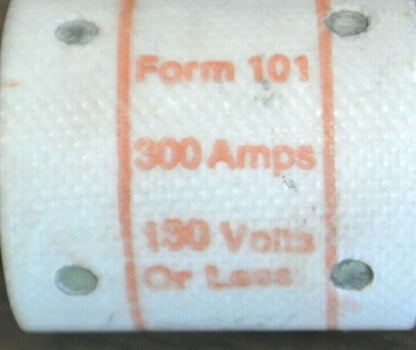 Form 101
300 Amps
130 Volts
Or Less